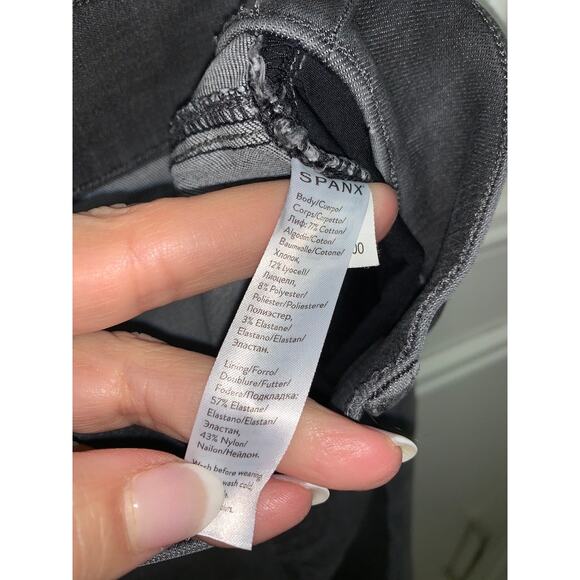 SPANX
Body/Cuerpo/
Corps/Corpetto/
Лиф: 77% Cotton/
Algodón/Coton/
Baumwolle/Cotone/
Хлопок,
12% Lyocell/
Лиоцелл,
8% Polyester/
Poliéster/Poliestere/
Полиэстер,
3% Elastane/
Elastano/Elastan/
Эластан.
Lining/Forro/
Doublure/Futter/
Fodera/Подкладка:
57% Elastane/
Elastano/Elastan/
Эластан,
43% Nylon/
Nailon/Нейлон.
Wash before wearing
wash cold
00